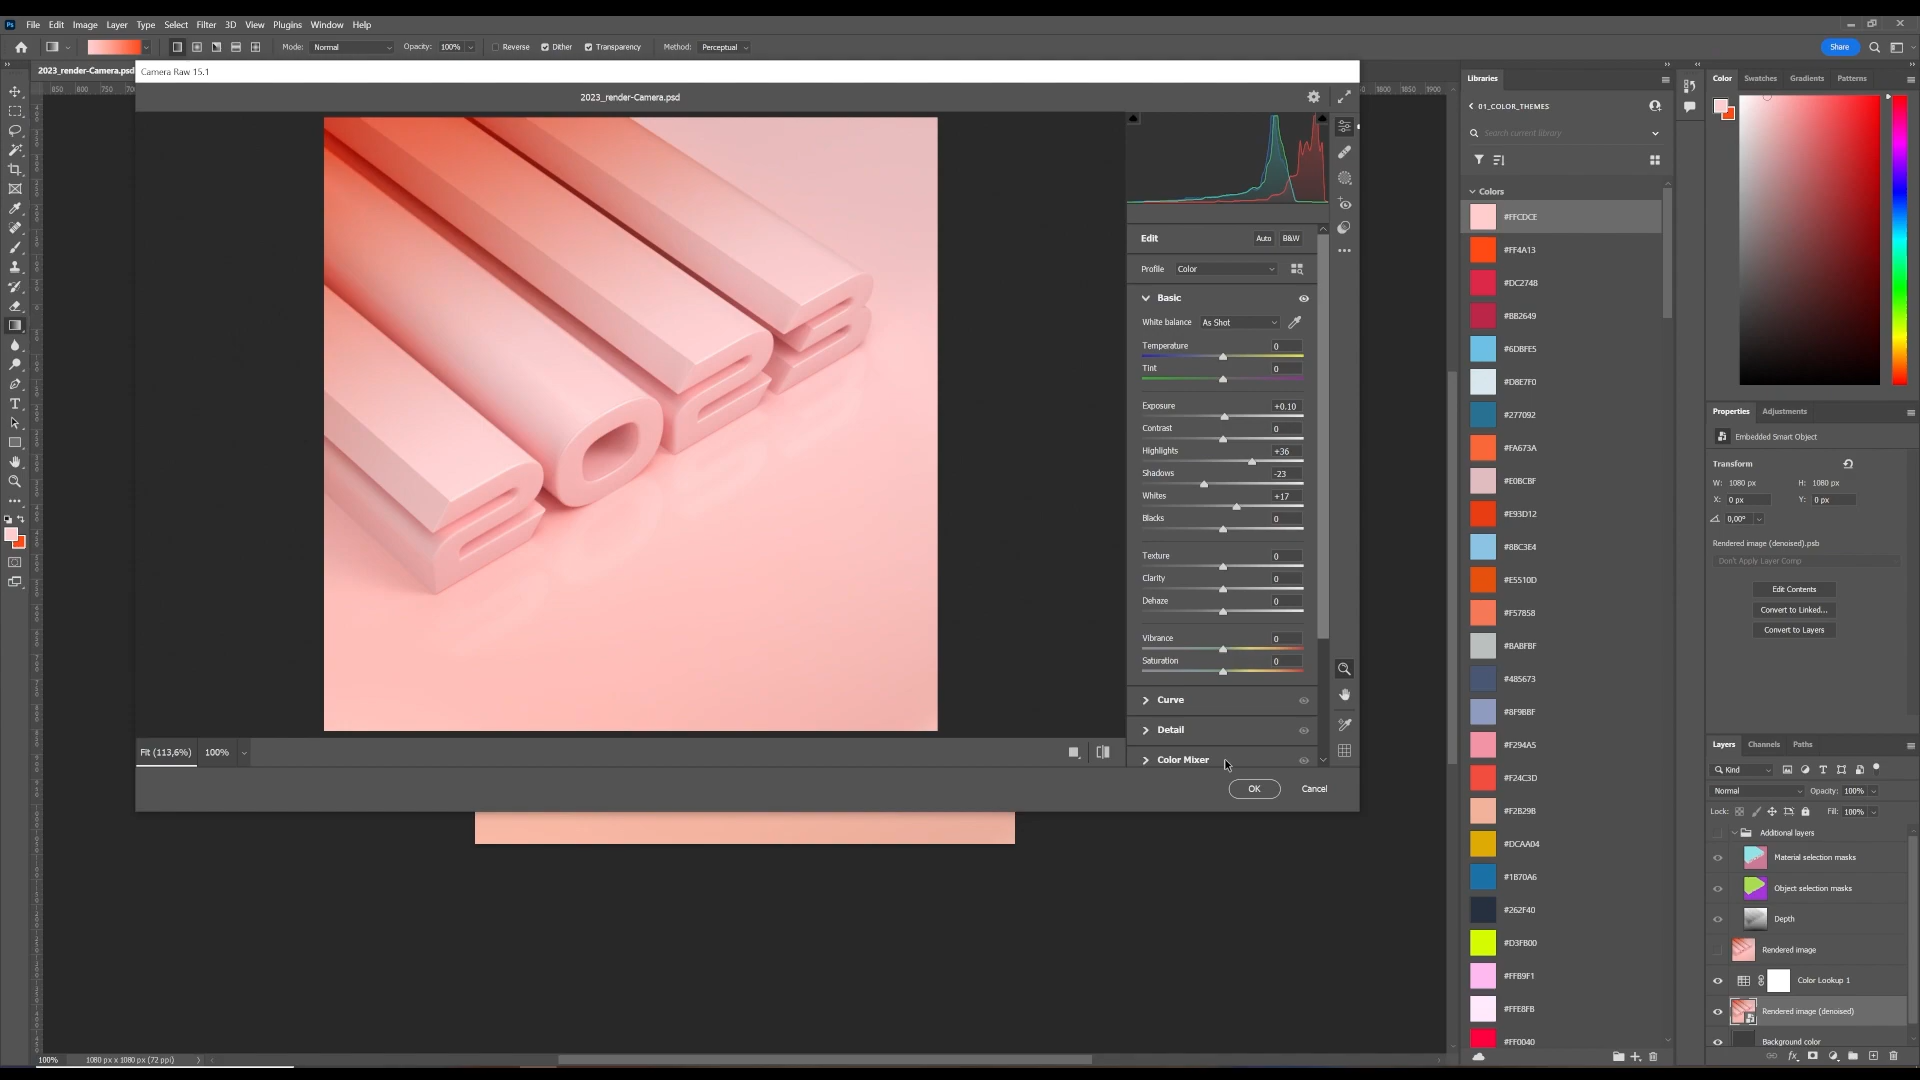 Ps File Edit Image Layer Type Select Filter 3D View Plugins Window Help
Mode: Normal Opacity: 100% Reverse Dither Transparency Method: Perceptual Share
2023_render-Camera.psd
Camera Raw 15.1
2023_render-Camera.psd
850 800 750 700
1800 1850 1900
Edit Auto B&W
Profile Color
Basic
White balance As Shot
Temperature 0
Tint 0
Exposure +0.10
Contrast 0
Highlights +36
Shadows -23
Whites +17
Blacks 0
Texture 0
Clarity 0
Dehaze 0
Vibrance 0
Saturation 0
Curve
Detail
Color Mixer
Fit (113,6%) 100%
OK Cancel
100% 1080 px x 1080 px (72 ppi)
Libraries
01_COLOR_THEMES
Search current library
Colors
#FFCDCE
#FF4A13
#DC2748
#BB2649
#6DBFE5
#D8E7F0
#277092
#FA673A
#E0BCBF
#E93D12
#8BC3E4
#E5510D
#F57858
#BABFBF
#485673
#8F9BBF
#F294A5
#F24C3D
#F2B29B
#DCAA04
#1B70A6
#262F40
#D3FB00
#FFB9F1
#FFE8FB
#FF0040
Color Swatches Gradients Patterns
Properties Adjustments
Embedded Smart Object
Transform
W: 1080 px H: 1080 px
X: 0 px Y: 0 px
0,00°
Rendered image (denoised).psb
Don't Apply Layer Comp
Edit Contents
Convert to Linked...
Convert to Layers
Layers Channels Paths
Kind
Normal Opacity: 100%
Lock: Fill: 100%
Additional layers
Material selection masks
Object selection masks
Depth
Rendered image
Color Lookup 1
Rendered image (denoised)
Background color